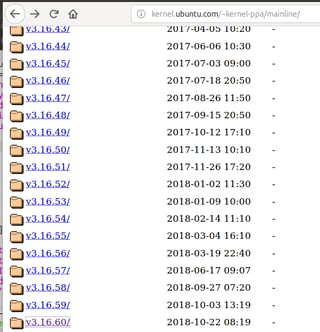 kernel.ubuntu.com/~kernel-ppa/mainline/
v3.16.43/ 2017-04-05 10:20 -
v3.16.44/ 2017-06-06 10:30 -
v3.16.45/ 2017-07-03 09:00 -
v3.16.46/ 2017-07-18 20:50 -
v3.16.47/ 2017-08-26 11:50 -
v3.16.48/ 2017-09-15 20:50 -
v3.16.49/ 2017-10-12 17:10 -
v3.16.50/ 2017-11-13 10:10 -
v3.16.51/ 2017-11-26 17:20 -
v3.16.52/ 2018-01-02 11:30 -
v3.16.53/ 2018-01-09 10:00 -
v3.16.54/ 2018-02-14 11:10 -
v3.16.55/ 2018-03-04 16:10 -
v3.16.56/ 2018-03-19 22:40 -
v3.16.57/ 2018-06-17 09:07 -
v3.16.58/ 2018-09-27 07:20 -
v3.16.59/ 2018-10-03 13:19 -
v3.16.60/ 2018-10-22 08:19 -